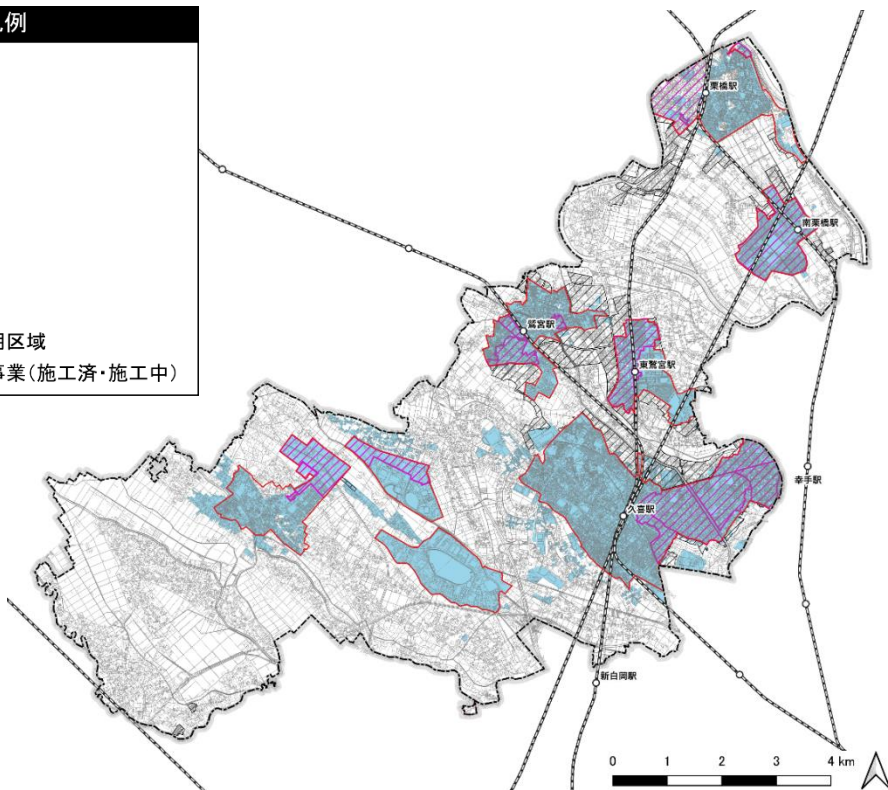 例
区域
事業(施工済・施工中)
栗橋駅
南栗橋駅
鷲宮駅
東鷲宮駅
幸手駅
久喜駅
新白岡駅
0 1 2 3 4 km